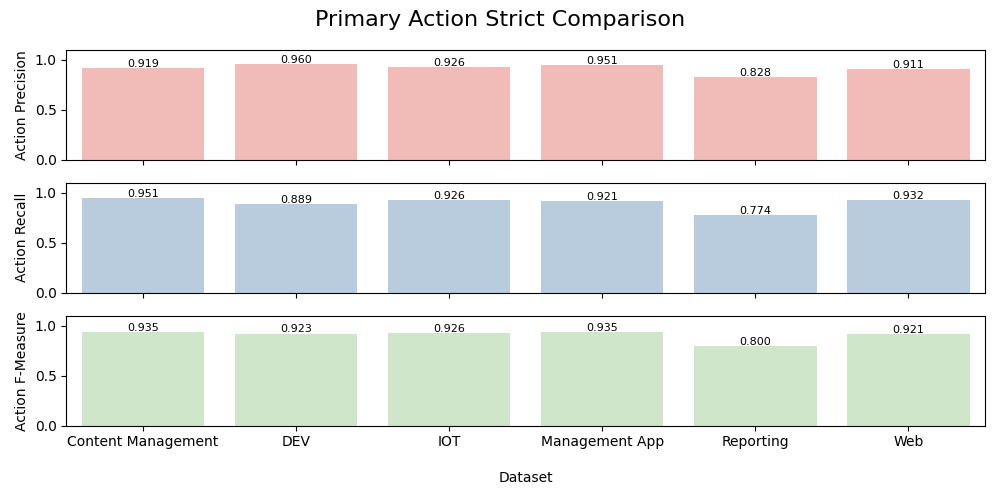 Primary Action Strict Comparison
Action Precision
1.0
0.5
0.0
0.919
0.960
0.926
0.951
0.828
0.911
Action Recall
1.0
0.5
0.0
0.951
0.889
0.926
0.921
0.774
0.932
Action F-Measure
1.0
0.5
0.0
0.935
0.923
0.926
0.935
0.800
0.921
Content Management
DEV
IOT
Management App
Reporting
Web
Dataset